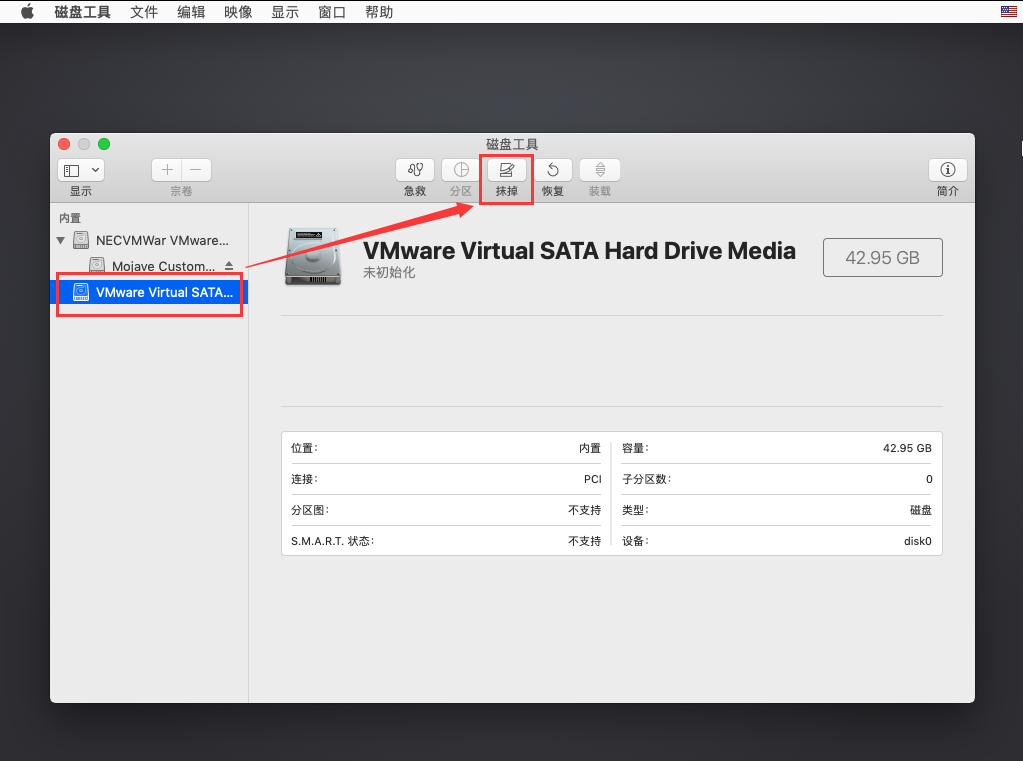 磁盘工具 文件 编辑 映像 显示 窗口 帮助
磁盘工具
显示 宗卷 急救 分区 抹掉 恢复 装载 简介
内置
NECVMWar VMware...
Mojave Custom...
VMware Virtual SATA...
VMware Virtual SATA Hard Drive Media
未初始化
42.95 GB
位置: 内置 容量: 42.95 GB
连接: PCI 子分区数: 0
分区图: 不支持 类型: 磁盘
S.M.A.R.T. 状态: 不支持 设备: disk0